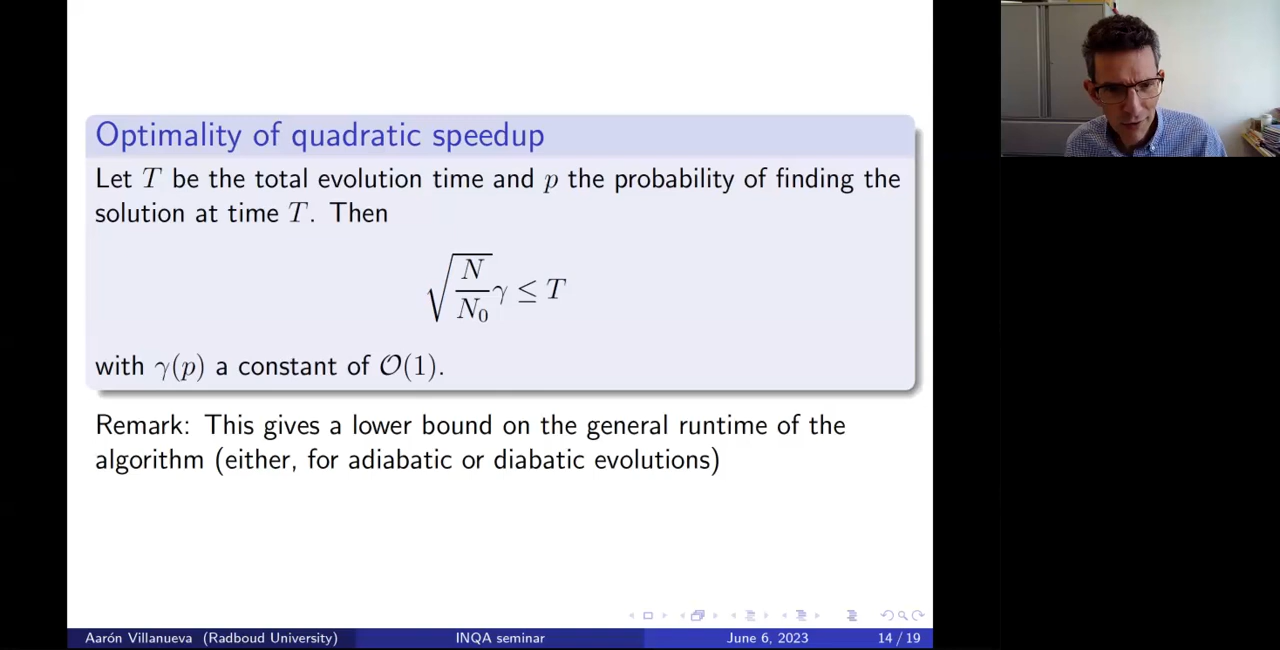 Optimality of quadratic speedup
Let T be the total evolution time and p the probability of finding the
solution at time T. Then
√(N/N₀) γ ≤ T
with γ(p) a constant of 𝒪(1).
Remark: This gives a lower bound on the general runtime of the
algorithm (either, for adiabatic or diabatic evolutions)
Aarón Villanueva (Radboud University) INQA seminar June 6, 2023 14 / 19